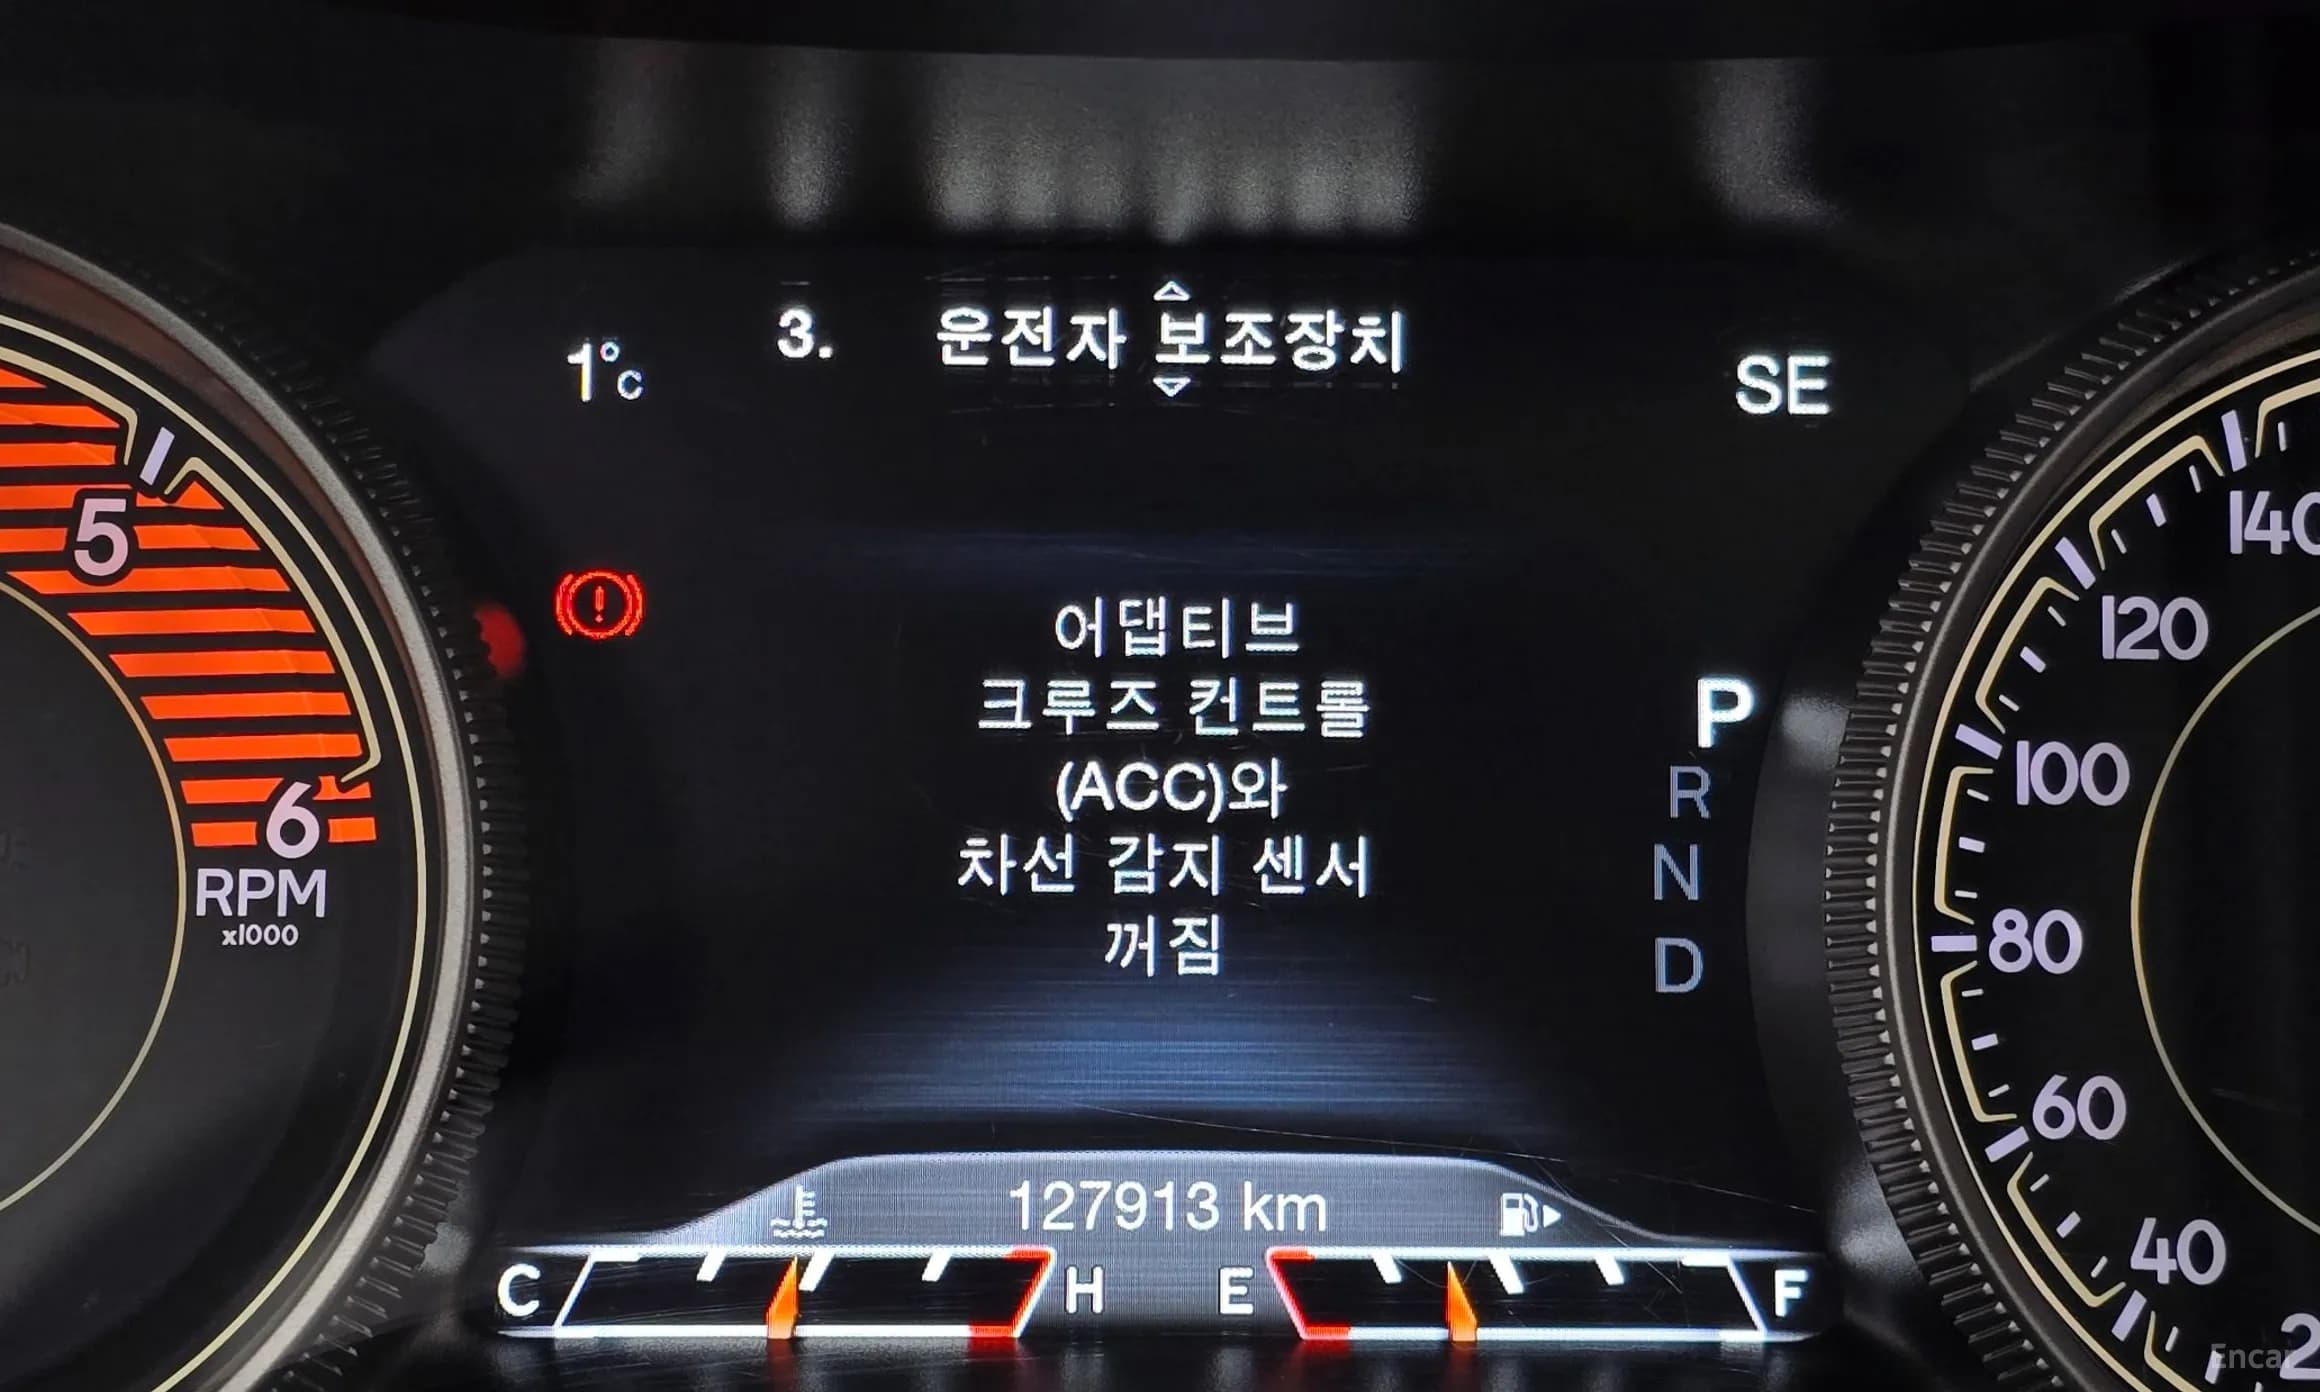 1°C
3. 운전자 보조장치
SE
어댑티브
크루즈 컨트롤
(ACC)와
차선 감지 센서
꺼짐
P
R
N
D
5
6
RPM
x1000
140
120
100
80
60
40
127913 km
C
H
E
F
Encar